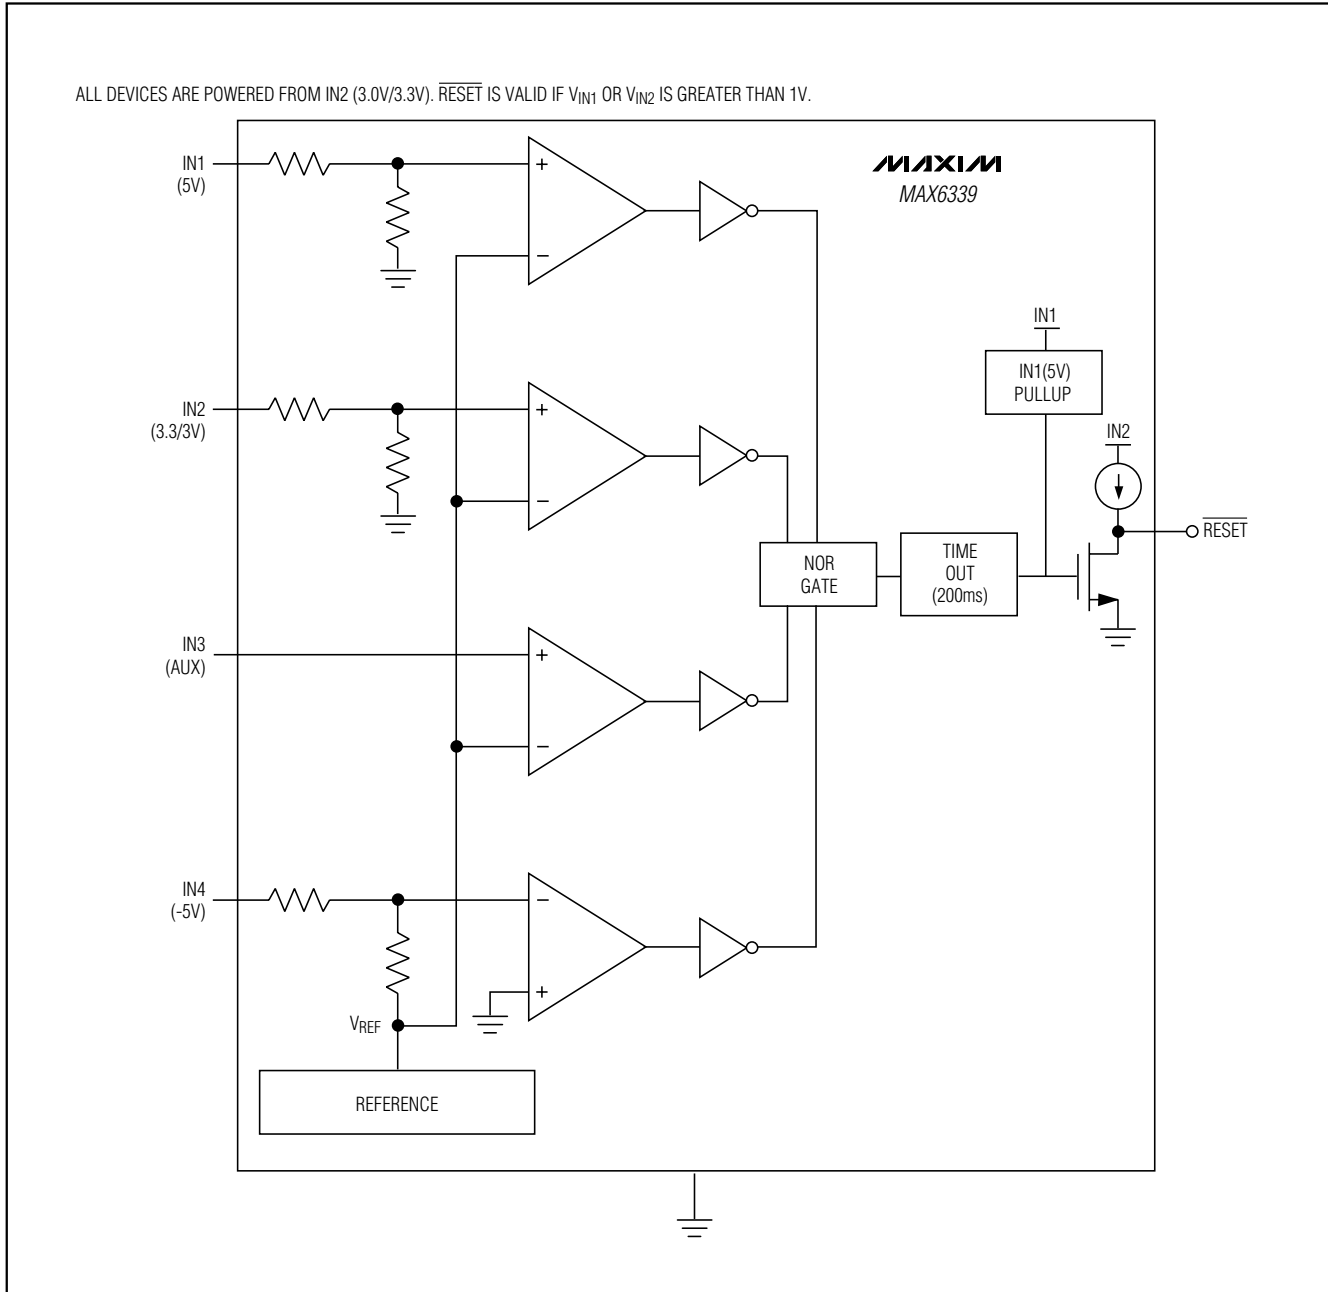 ALL DEVICES ARE POWERED FROM IN2 (3.0V/3.3V). R̅E̅S̅E̅T̅ IS VALID IF VIN1 OR VIN2 IS GREATER THAN 1V.
IN1
(5V)
+
−
MAXIM
MAX6339
IN1
IN1(5V)
PULLUP
IN2
(3.3/3V)
+
−
IN2
R̅E̅S̅E̅T̅
NOR
GATE
TIME
OUT
(200ms)
IN3
(AUX)
+
−
IN4
(-5V)
−
+
VREF
REFERENCE